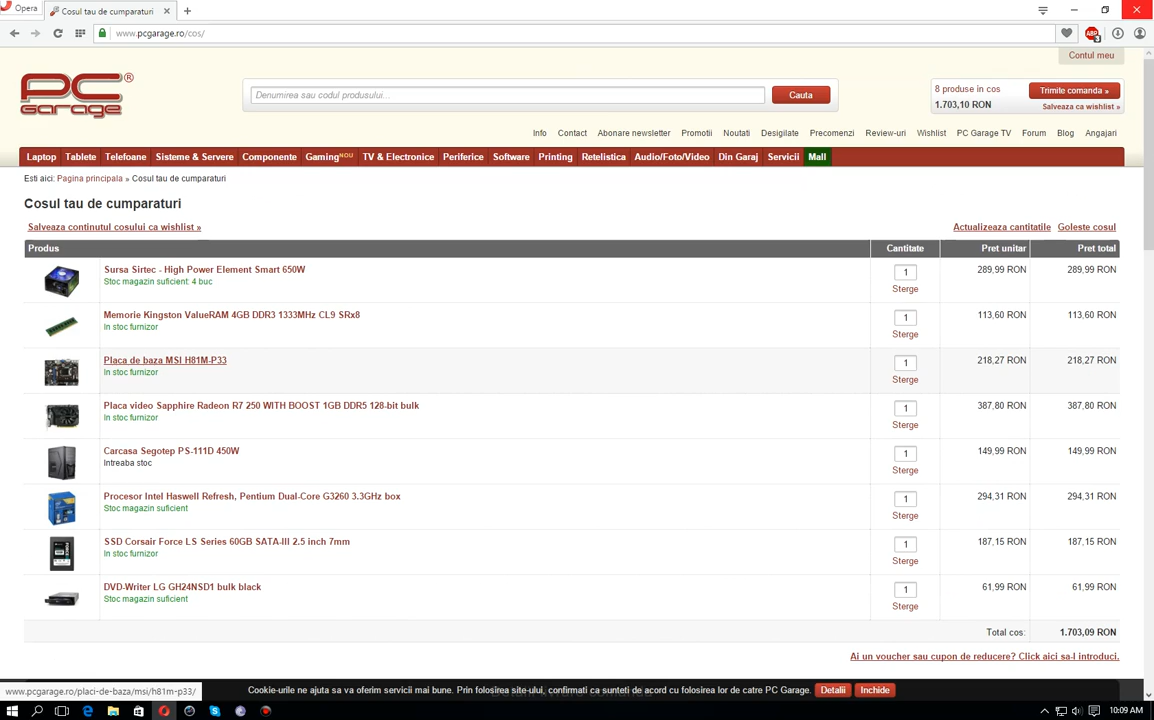 Opera
Cosul tau de cumparaturi
www.pcgarage.ro/cos/
Contul meu
PC Garage ®
Denumirea sau codul produsului...
Cauta
8 produse in cos
1.703,10 RON
Trimite comanda »
Salveaza ca wishlist »
Info Contact Abonare newsletter Promotii Noutati Desigilate Precomenzi Review-uri Wishlist PC Garage TV Forum Blog Angajari
Laptop Tablete Telefoane Sisteme & Servere Componente Gaming NOU TV & Electronice Periferice Software Printing Retelistica Audio/Foto/Video Din Garaj Servicii Mall
Esti aici: Pagina principala » Cosul tau de cumparaturi
Cosul tau de cumparaturi
Salveaza continutul cosului ca wishlist »
Actualizeaza cantitatile Goleste cosul
Produs Cantitate Pret unitar Pret total
Sursa Sirtec - High Power Element Smart 650W 1 289,99 RON 289,99 RON
Stoc magazin suficient: 4 buc
Sterge
Memorie Kingston ValueRAM 4GB DDR3 1333MHz CL9 SRx8 1 113,60 RON 113,60 RON
In stoc furnizor
Sterge
Placa de baza MSI H81M-P33 1 218,27 RON 218,27 RON
In stoc furnizor
Sterge
Placa video Sapphire Radeon R7 250 WITH BOOST 1GB DDR5 128-bit bulk 1 387,80 RON 387,80 RON
In stoc furnizor
Sterge
Carcasa Segotep PS-111D 450W 1 149,99 RON 149,99 RON
Intreaba stoc
Sterge
Procesor Intel Haswell Refresh, Pentium Dual-Core G3260 3.3GHz box 1 294,31 RON 294,31 RON
Stoc magazin suficient
Sterge
SSD Corsair Force LS Series 60GB SATA-III 2.5 inch 7mm 1 187,15 RON 187,15 RON
In stoc furnizor
Sterge
DVD-Writer LG GH24NSD1 bulk black 1 61,99 RON 61,99 RON
Stoc magazin suficient
Sterge
Total cos: 1.703,09 RON
Ai un voucher sau cupon de reducere? Click aici sa-l introduci.
www.pcgarage.ro/placi-de-baza/msi/h81m-p33/
Cookie-urile ne ajuta sa va oferim servicii mai bune. Prin folosirea site-ului, confirmati ca sunteti de acord cu folosirea lor de catre PC Garage. Detalii Inchide
10:09 AM